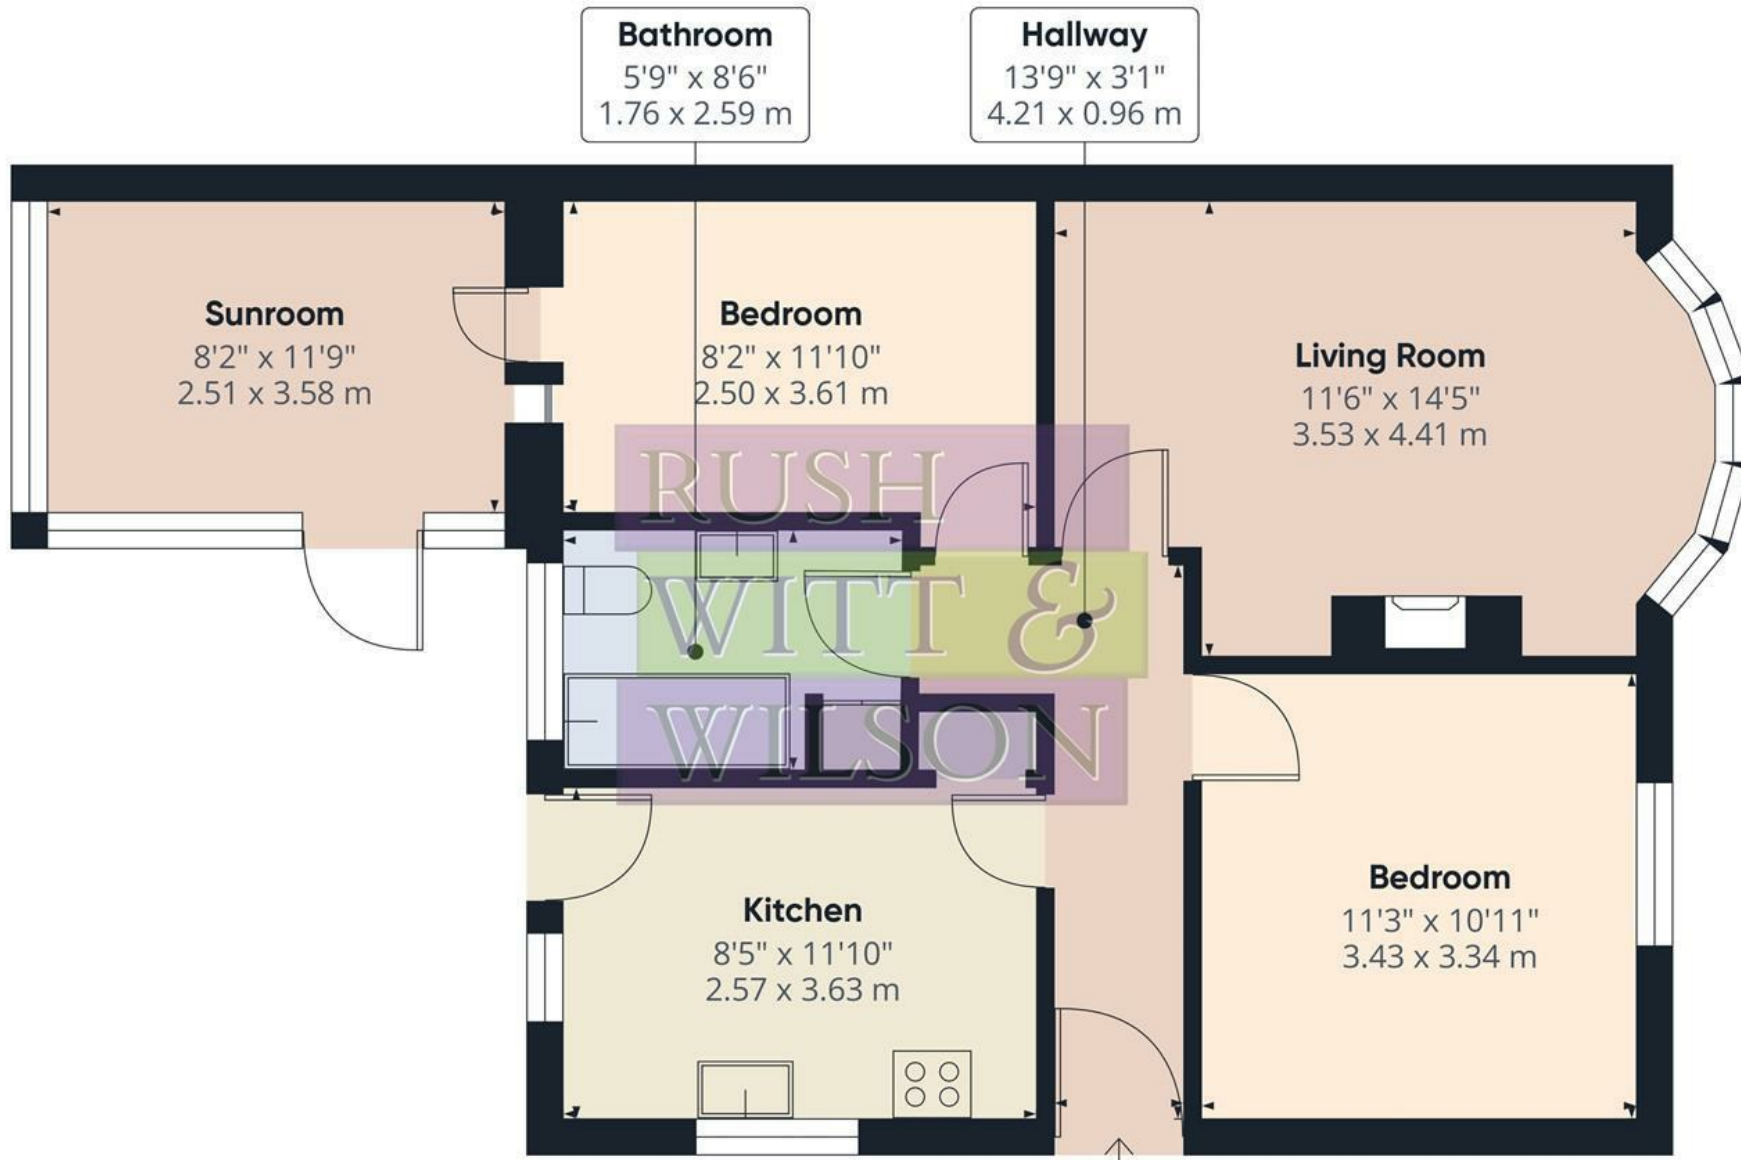 Bathroom
5'9" x 8'6"
1.76 x 2.59 m
Hallway
13'9" x 3'1"
4.21 x 0.96 m
Sunroom
8'2" x 11'9"
2.51 x 3.58 m
Bedroom
8'2" x 11'10"
2.50 x 3.61 m
Living Room
11'6" x 14'5"
3.53 x 4.41 m
RUSH
WITT &
WILSON
Kitchen
8'5" x 11'10"
2.57 x 3.63 m
Bedroom
11'3" x 10'11"
3.43 x 3.34 m